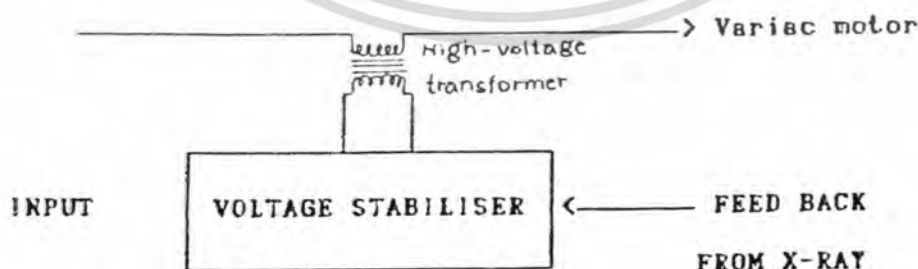 Variac motor
High-voltage
transformer
INPUT
VOLTAGE STABILISER
FEED BACK
FROM X-RAY